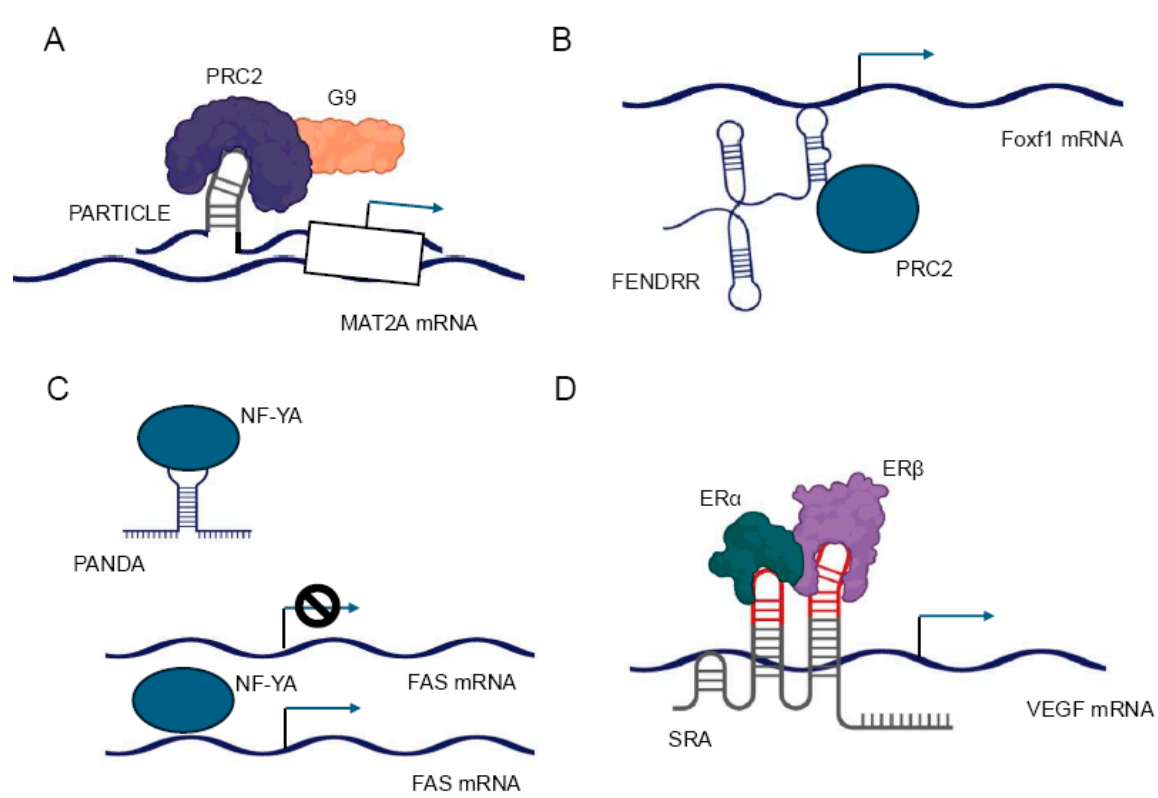 A
PRC2
G9
PARTICLE
MAT2A mRNA
B
Foxf1 mRNA
PRC2
FENDRR
C
NF-YA
PANDA
FAS mRNA
NF-YA
FAS mRNA
D
ERβ
ERα
VEGF mRNA
SRA